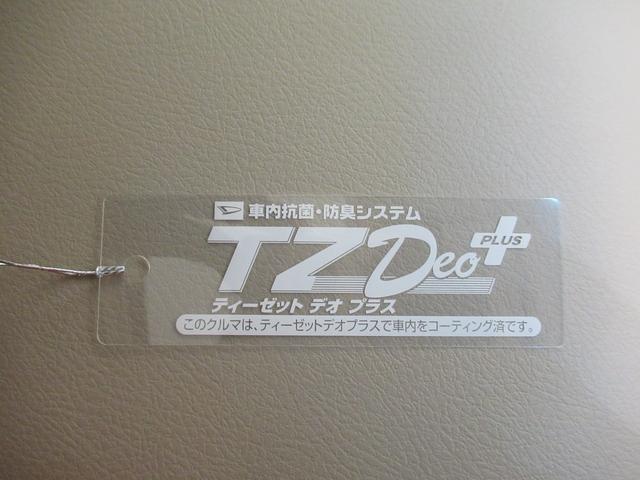 車内抗菌・防臭システム
TZ Deo PLUS
ティーゼット デオ プラス
このクルマは、ティーゼットデオプラスで車内をコーティング済です。